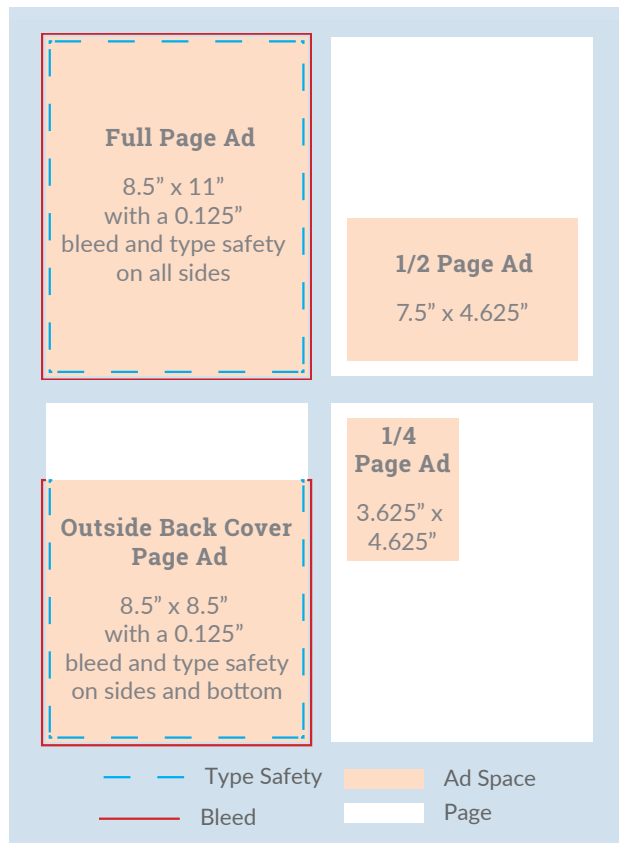 Full Page Ad
8.5” x 11”
with a 0.125”
bleed and type safety
on all sides
1/2 Page Ad
7.5” x 4.625”
Outside Back Cover
Page Ad
8.5” x 8.5”
with a 0.125”
bleed and type safety
on sides and bottom
1/4
Page Ad
3.625” x
4.625”
Type Safety
Ad Space
Bleed
Page